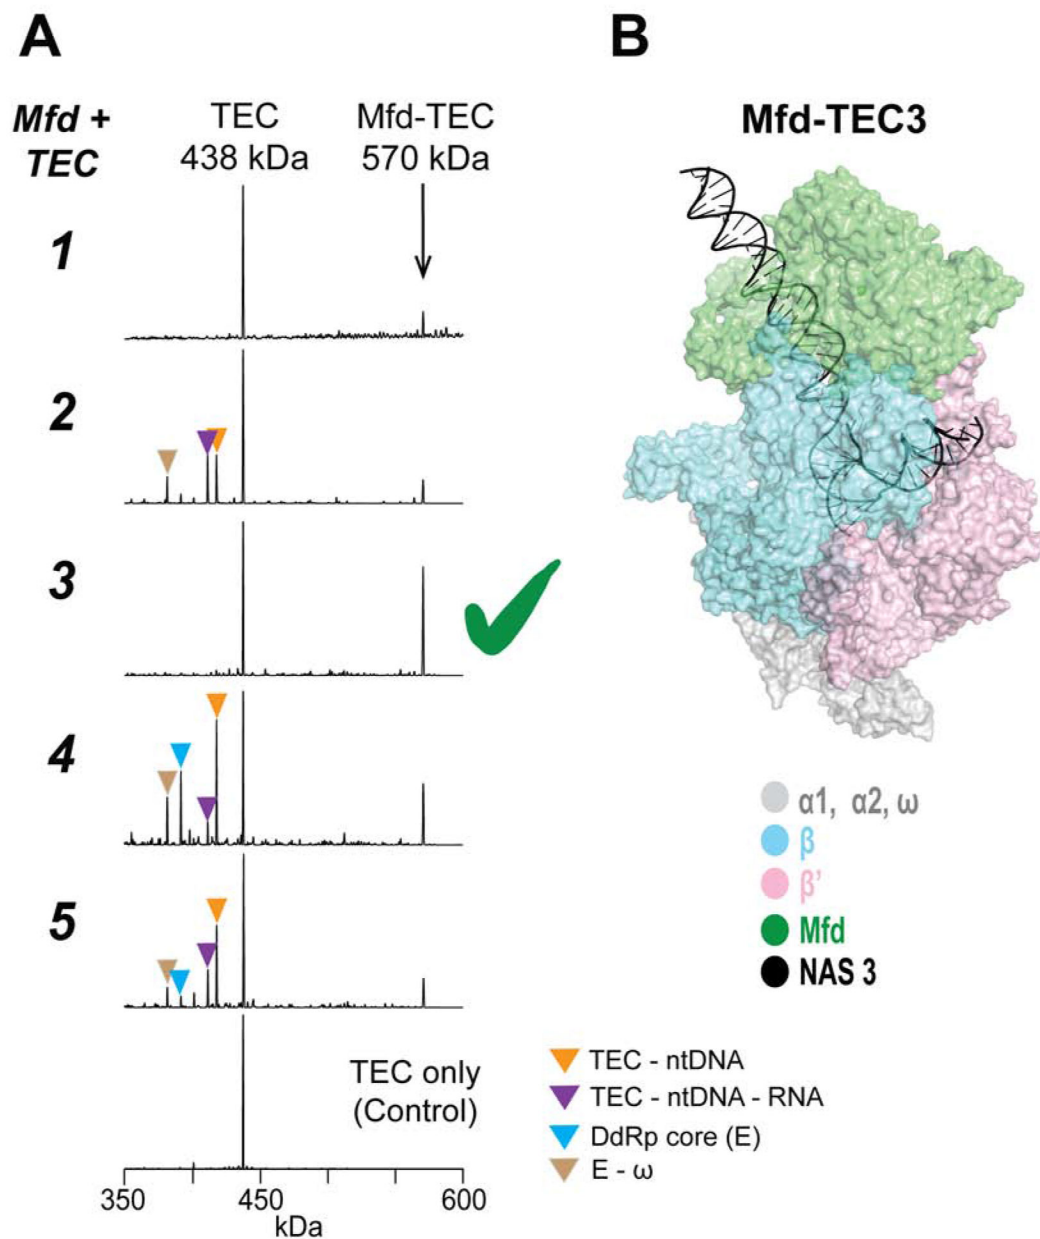 A
B
Mfd +
TEC
TEC
438 kDa
Mfd-TEC
570 kDa
Mfd-TEC3
1
2
3
4
5
TEC only
(Control)
350
450
600
kDa
α1, α2, ω
β
β'
Mfd
NAS 3
TEC - ntDNA
TEC - ntDNA - RNA
DdRp core (E)
E - ω